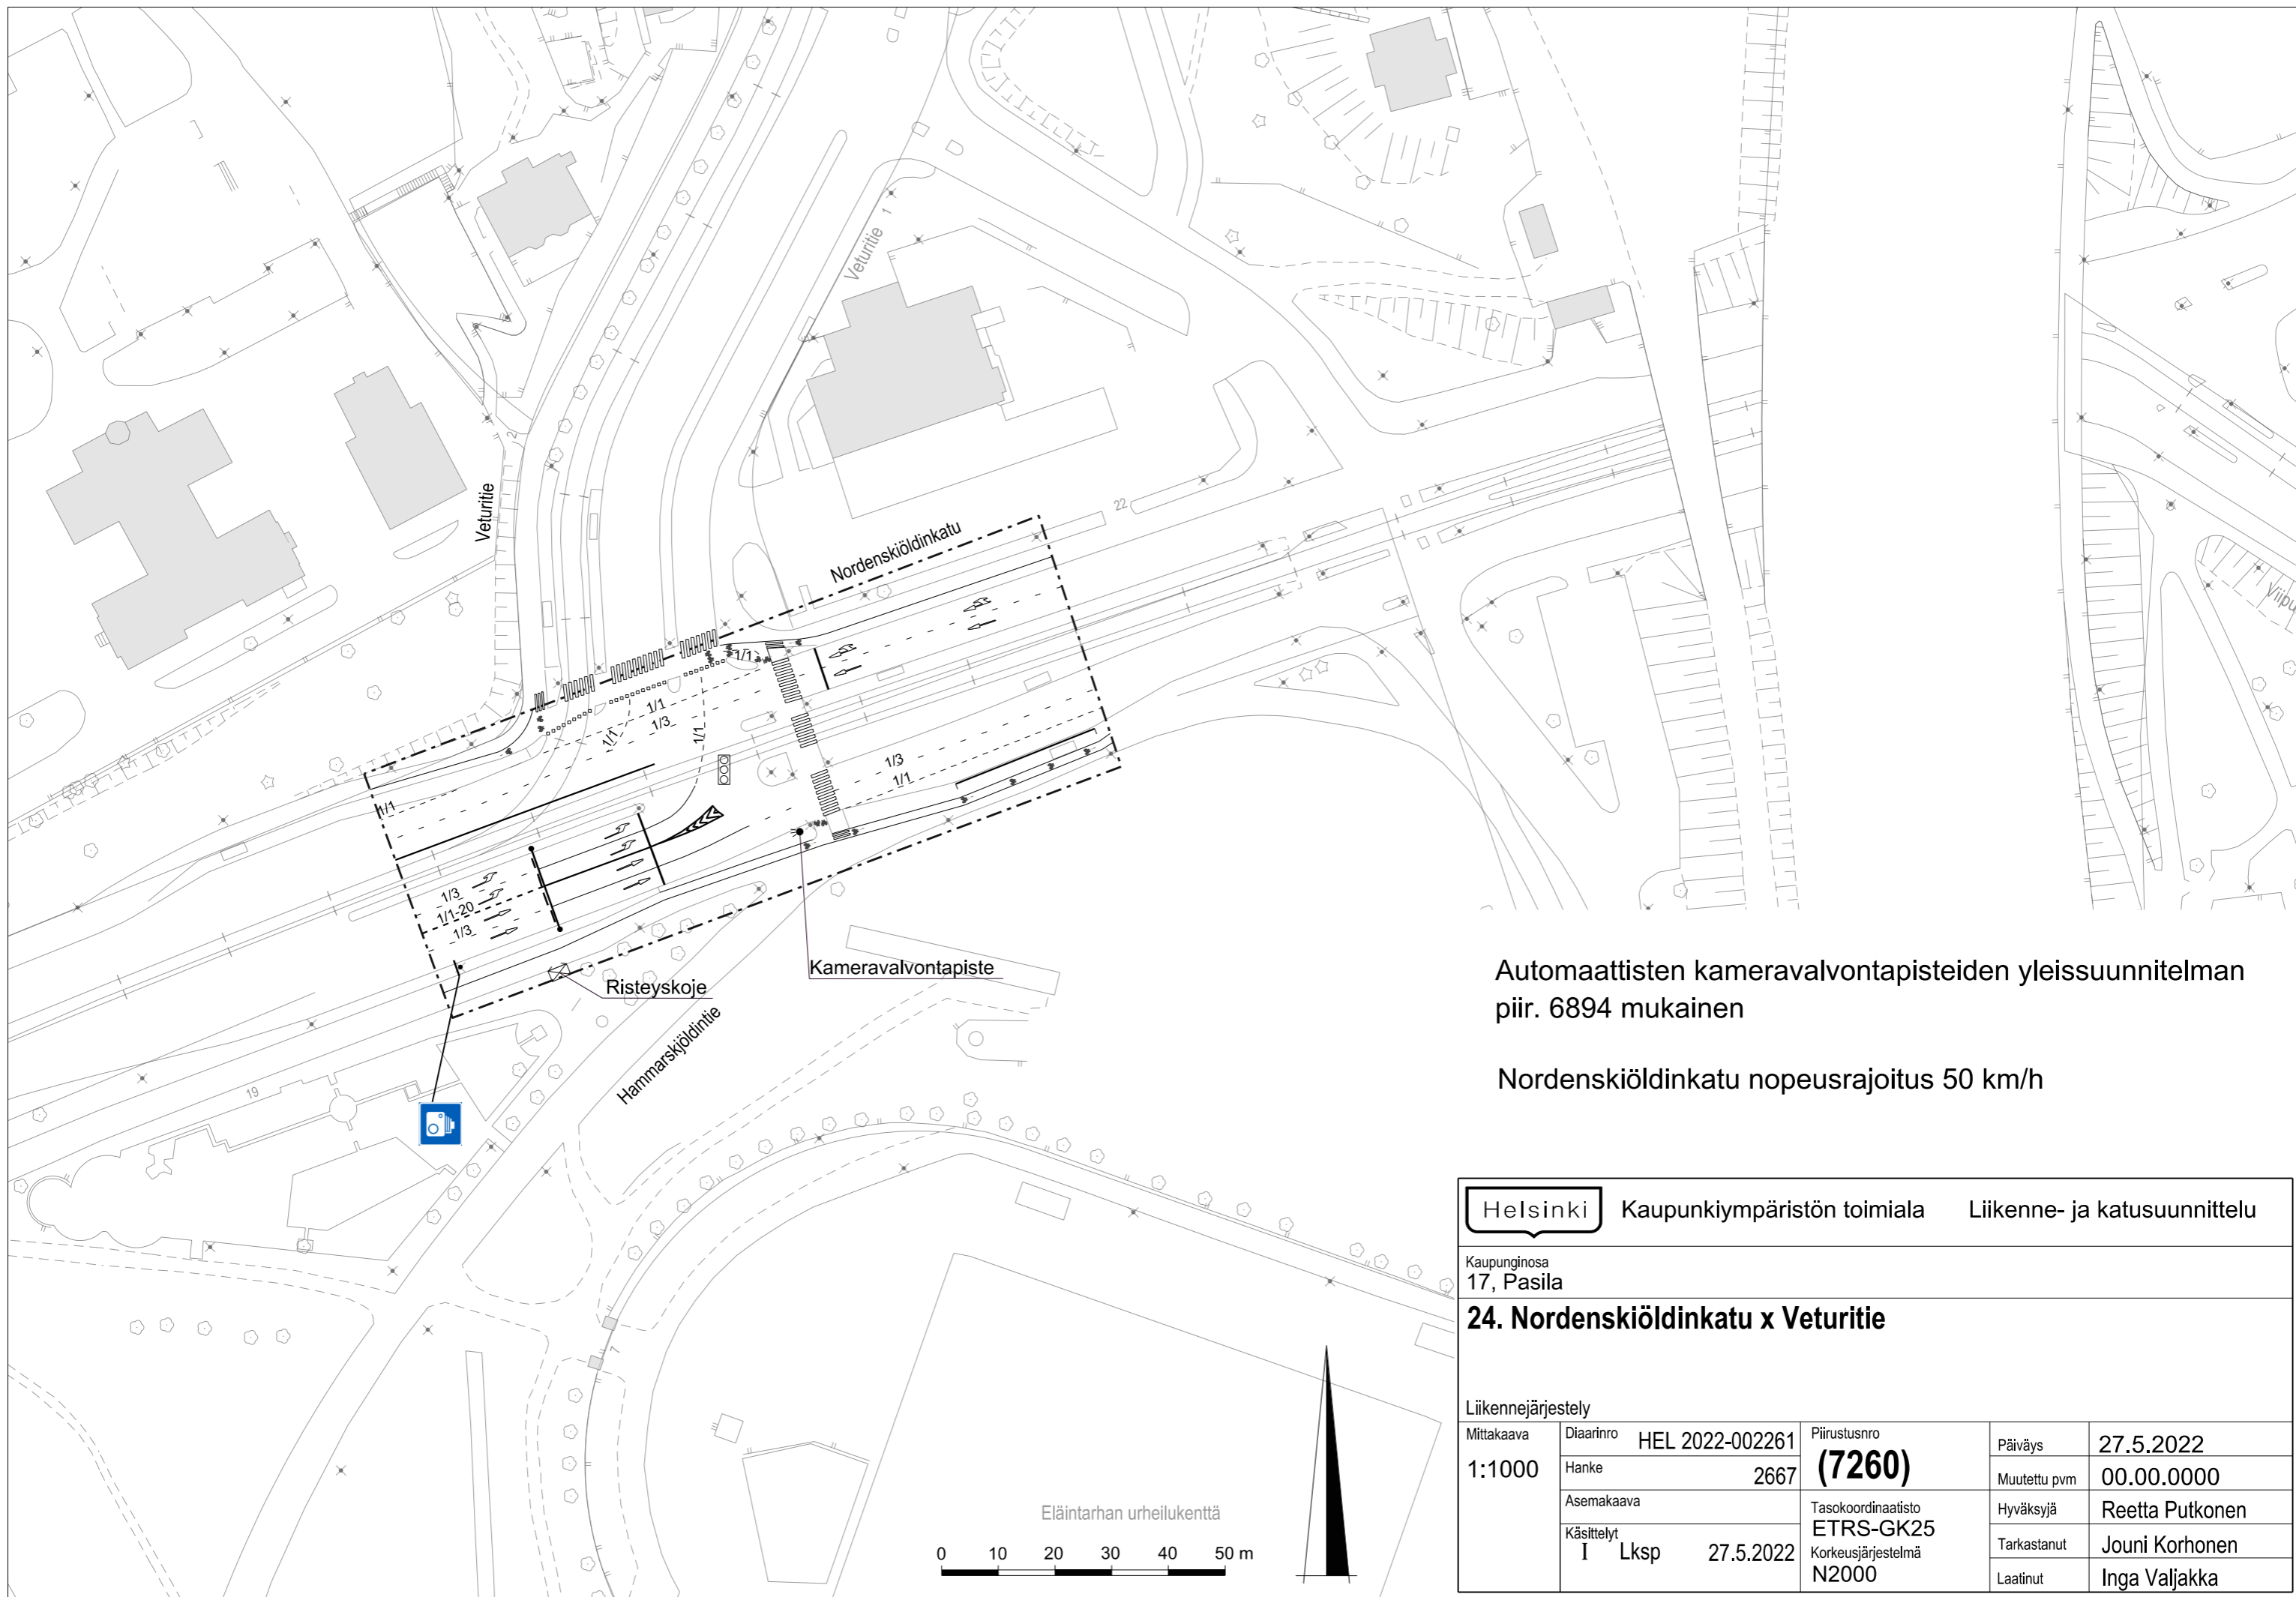 Veturitie 1
Veturitie
2
Nordenskiöldinkatu
22
1/1
1/1
1/3
1/1
1/1
1/3
1/1
1/1
1/3
1/1-20
1/3
Kameravalvontapiste
Risteyskoje
Hammarskjöldintie
19
7
Eläintarhan urheilukenttä
0 10 20 30 40 50 m
Automaattisten kameravalvontapisteiden yleissuunnitelman
piir. 6894 mukainen
Nordenskiöldinkatu nopeusrajoitus 50 km/h
Helsinki Kaupunkiympäristön toimiala Liikenne- ja katusuunnittelu
Kaupunginosa
17, Pasila
24. Nordenskiöldinkatu x Veturitie
Liikennejärjestely
Mittakaava
1:1000
Diaarinro HEL 2022-002261
Hanke 2667
Asemakaava
Käsittelyt
I Lksp 27.5.2022
Piirustusnro
(7260)
Tasokoordinaatisto
ETRS-GK25
Korkeusjärjestelmä
N2000
Päiväys 27.5.2022
Muutettu pvm 00.00.0000
Hyväksyjä Reetta Putkonen
Tarkastanut Jouni Korhonen
Laatinut Inga Valjakka